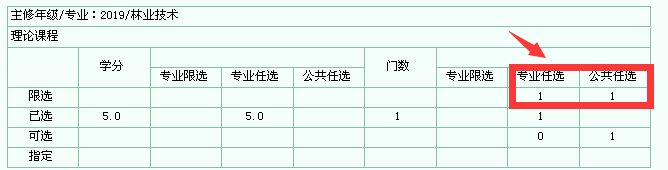 主修年级/专业：2019/林业技术
理论课程
学分 门数
专业限选 专业任选 公共任选 专业限选 专业任选 公共任选
限选 1 1
已选 5.0 5.0 1 1
可选 0 1
指定